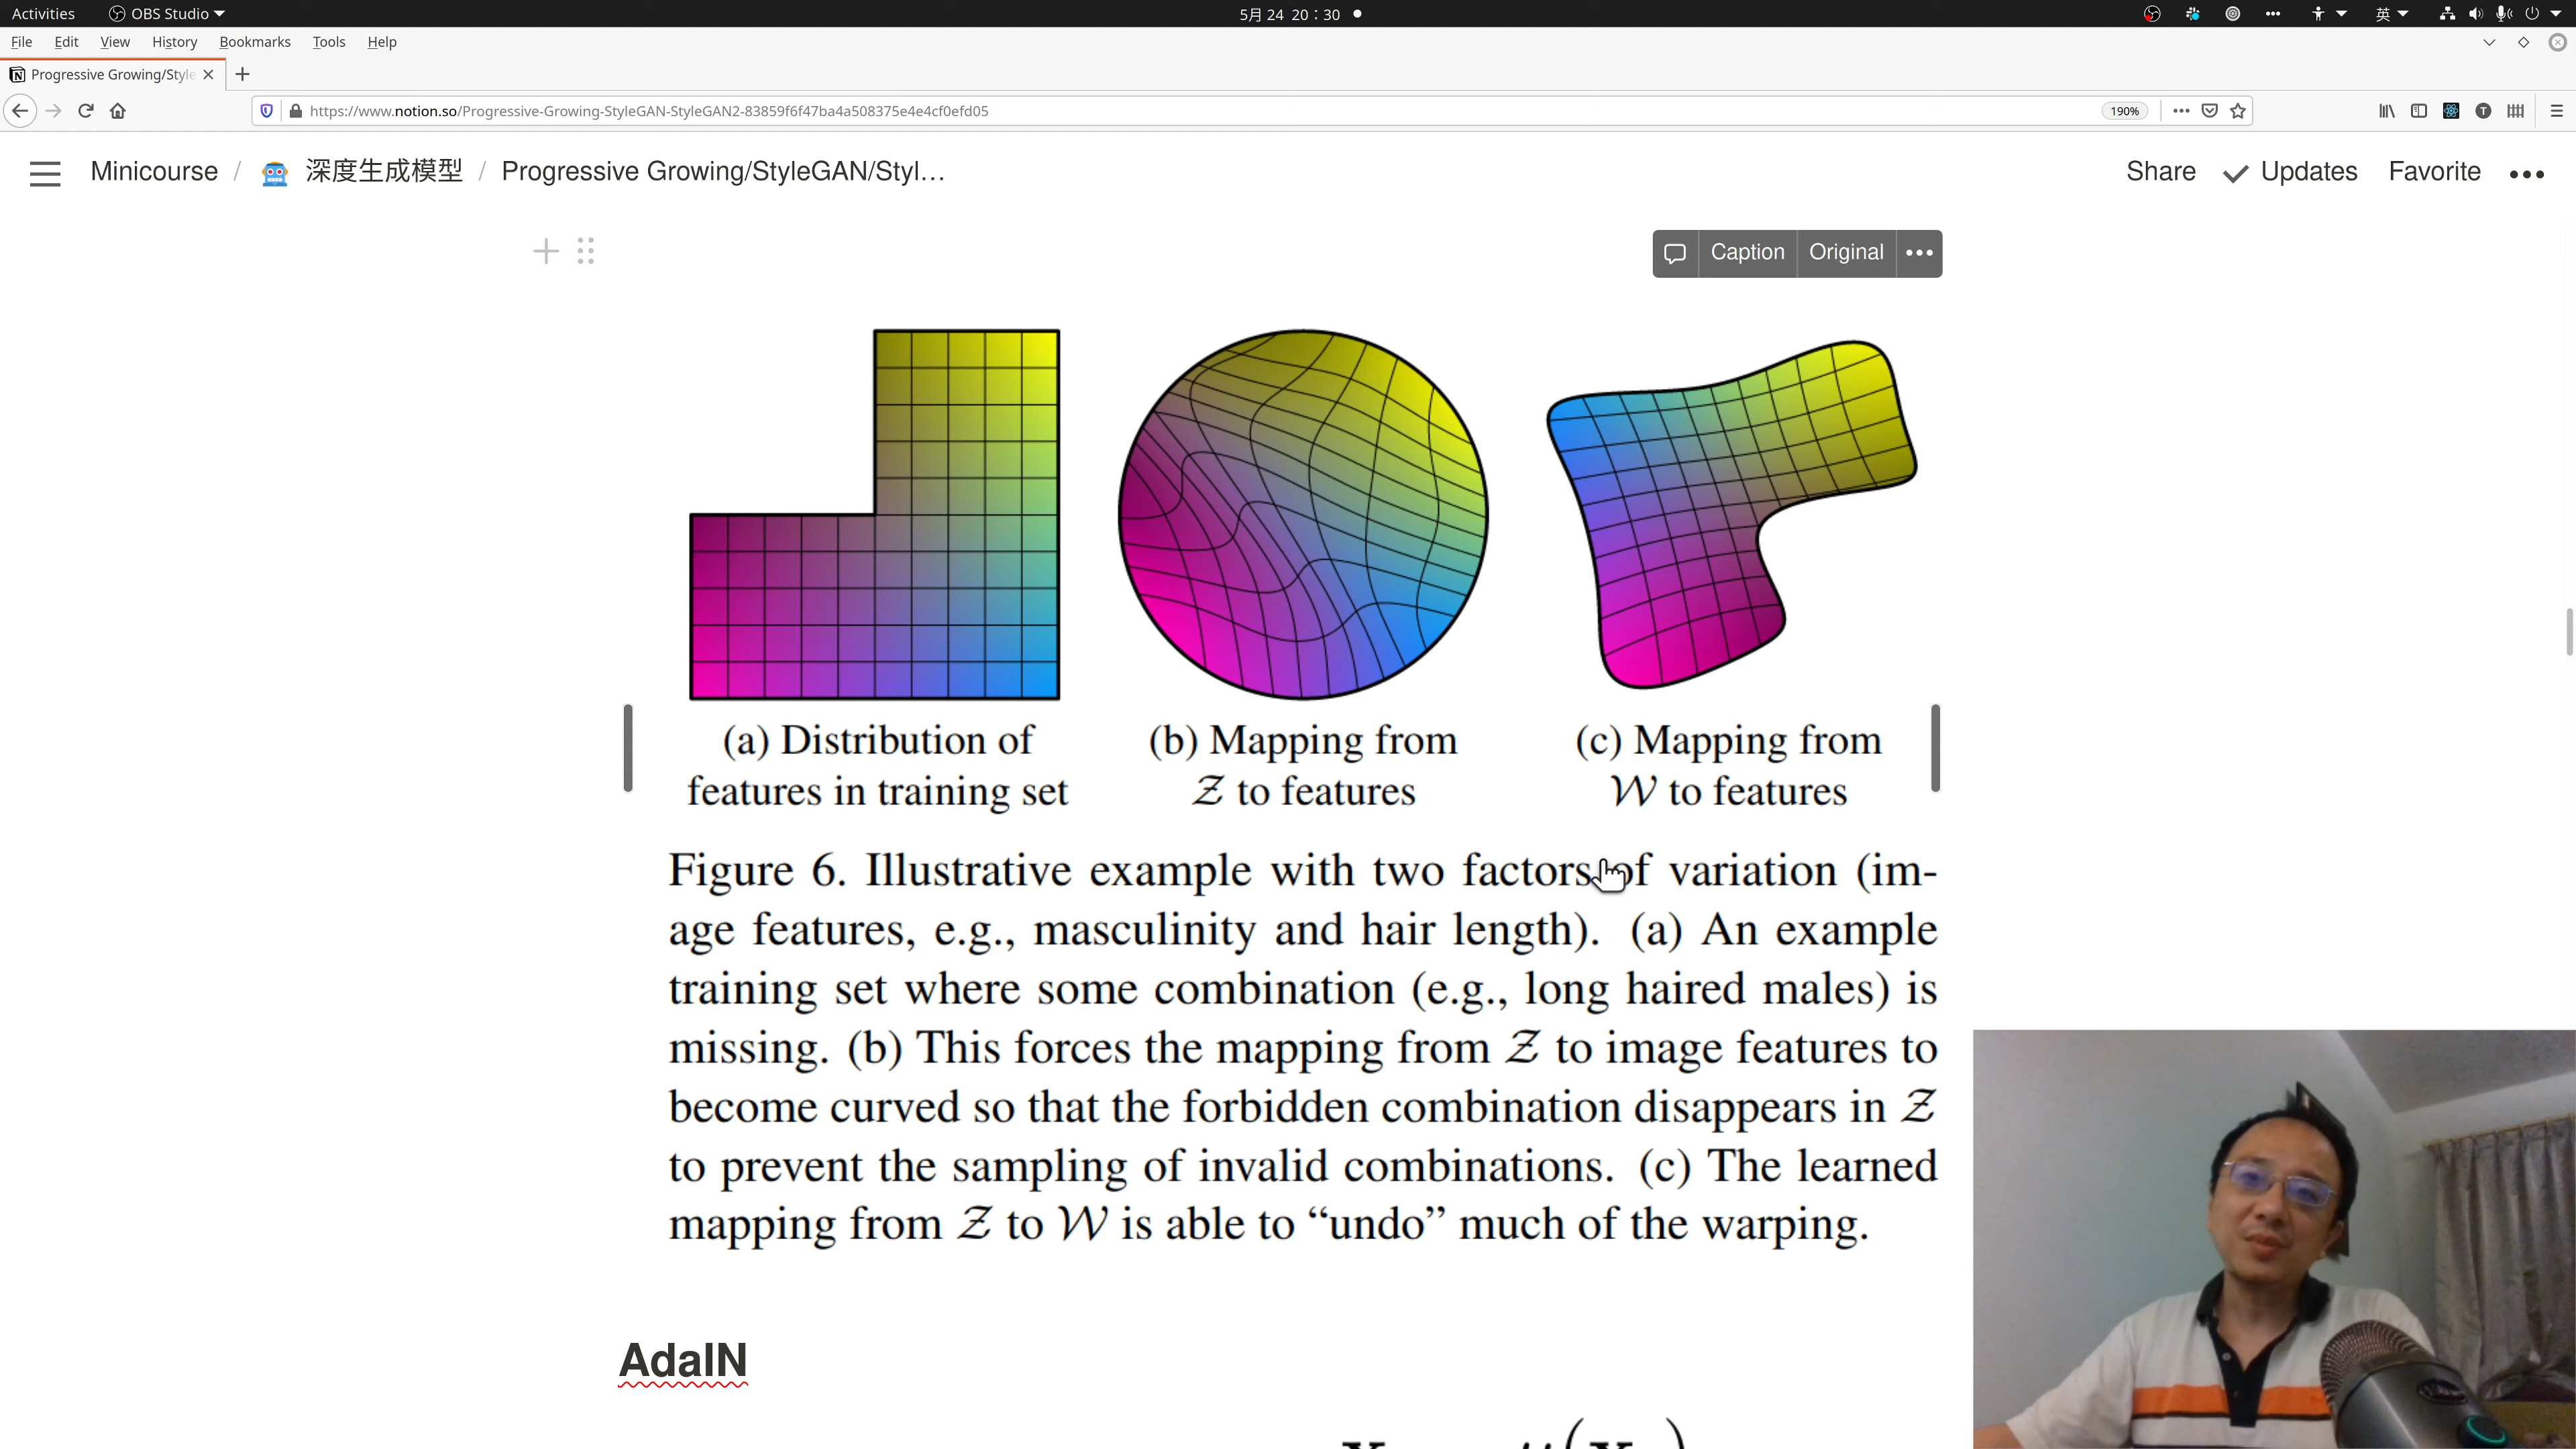 Activities OBS Studio 5月 24 20：30 英
File Edit View History Bookmarks Tools Help
Progressive Growing/Style
https://www.notion.so/Progressive-Growing-StyleGAN-StyleGAN2-83859f6f47ba4a508375e4e4cf0efd05 190%
Minicourse / 深度生成模型 / Progressive Growing/StyleGAN/Styl… Share Updates Favorite
Caption Original
(a) Distribution of
features in training set
(b) Mapping from
𝒵 to features
(c) Mapping from
𝒲 to features
Figure 6. Illustrative example with two factors of variation (im-
age features, e.g., masculinity and hair length). (a) An example
training set where some combination (e.g., long haired males) is
missing. (b) This forces the mapping from 𝒵 to image features to
become curved so that the forbidden combination disappears in 𝒵
to prevent the sampling of invalid combinations. (c) The learned
mapping from 𝒵 to 𝒲 is able to “undo” much of the warping.
AdaIN